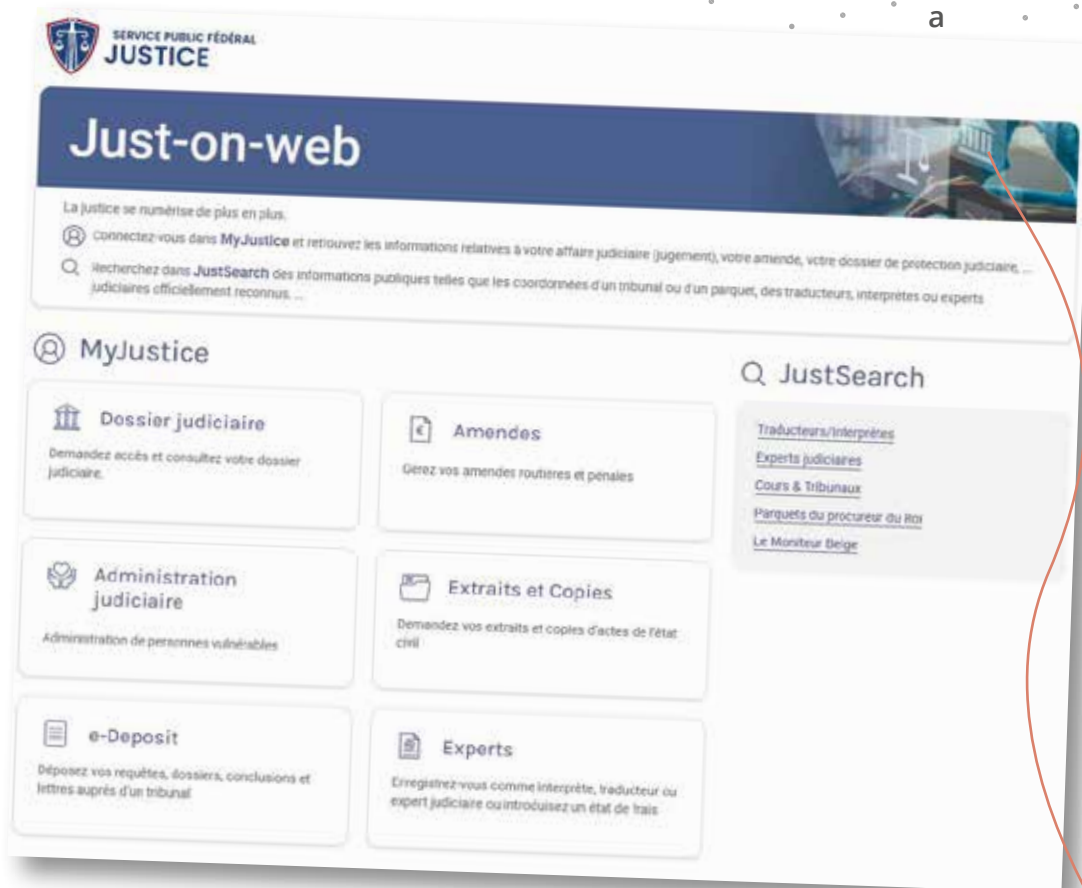 a
SERVICE PUBLIC FÉDÉRAL
JUSTICE
Just-on-web
La justice se numérise de plus en plus.
Connectez-vous dans MyJustice et retrouvez les informations relatives à votre affaire judiciaire (jugement), votre amende, votre dossier de protection judiciaire, ...
Recherchez dans JustSearch des informations publiques telles que les coordonnées d'un tribunal ou d'un parquet, des traducteurs, interprètes ou experts
judiciaires officiellement reconnus. ...
MyJustice
Dossier judiciaire
Demandez accès et consultez votre dossier
judiciaire.
Amendes
Gérez vos amendes routières et pénales
Administration
judiciaire
Administration de personnes vulnérables
Extraits et Copies
Demandez vos extraits et copies d'actes de l'état
civil
e-Deposit
Déposez vos requêtes, dossiers, conclusions et
lettres auprès d'un tribunal
Experts
Enregistrez-vous comme interprète, traducteur ou
expert judiciaire ou introduisez un état de frais
JustSearch
Traducteurs/Interprètes
Experts judiciaires
Cours & Tribunaux
Parquets du procureur du Roi
Le Moniteur Belge